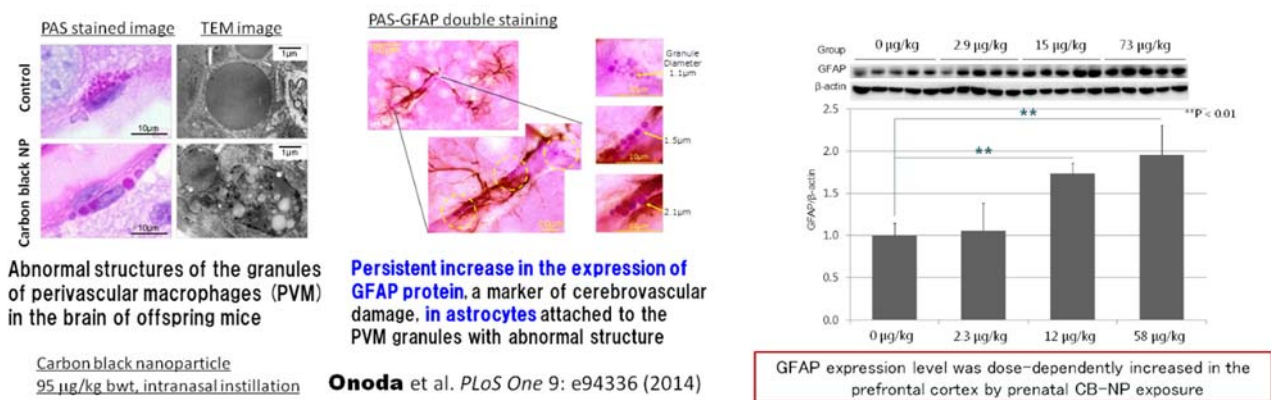 PAS stained image
TEM image
Control
Carbon black NP
10μm
1μm
10μm
1μm
Abnormal structures of the granules
of perivascular macrophages (PVM)
in the brain of offspring mice
Carbon black nanoparticle
95 μg/kg bwt, intranasal instillation
PAS-GFAP double staining
Granule
Diameter
1.1μm
1.5μm
10μm
2.1μm
Persistent increase in the expression of
GFAP protein, a marker of cerebrovascular
damage, in astrocytes attached to the
PVM granules with abnormal structure
Onoda et al. PLoS One 9: e94336 (2014)
Group 0 μg/kg 2.9 μg/kg 15 μg/kg 73 μg/kg
GFAP
β-actin
**P < 0.01
**
**
GFAP/β-actin
2.5
2.0
1.5
1.0
0.5
0.0
0 μg/kg 2.3 μg/kg 12 μg/kg 58 μg/kg
GFAP expression level was dose-dependently increased in the
prefrontal cortex by prenatal CB-NP exposure